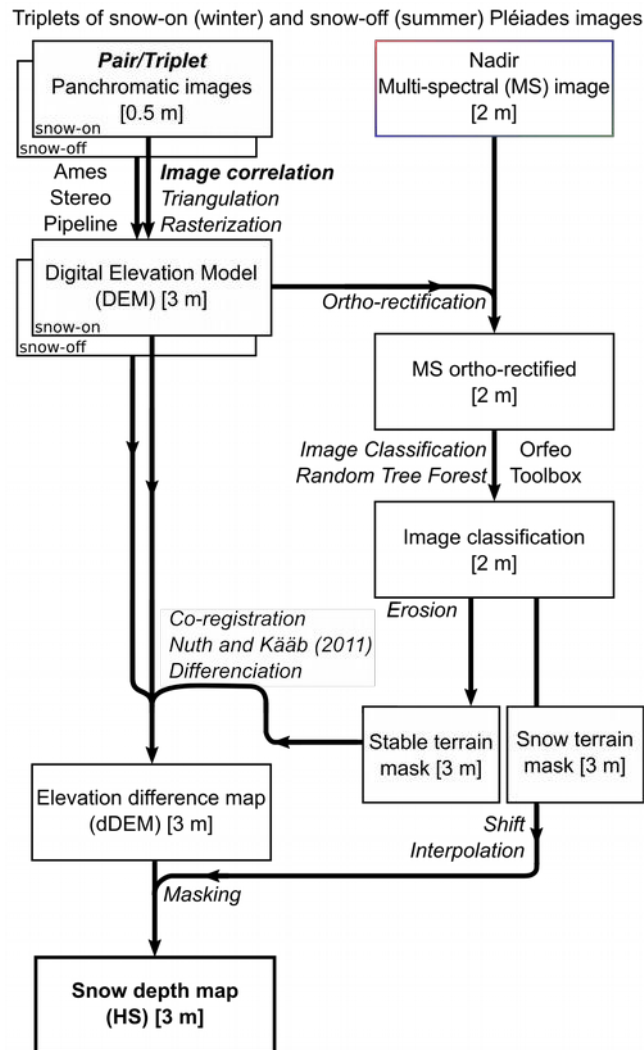 Triplets of snow-on (winter) and snow-off (summer) Pléiades images
Pair/Triplet
Panchromatic images
[0.5 m]
snow-on
snow-off
Nadir
Multi-spectral (MS) image
[2 m]
Ames
Stereo
Pipeline
Image correlation
Triangulation
Rasterization
Digital Elevation Model
(DEM) [3 m]
snow-on
snow-off
Ortho-rectification
MS ortho-rectified
[2 m]
Image Classification
Random Tree Forest
Orfeo
Toolbox
Image classification
[2 m]
Erosion
Co-registration
Nuth and Kääb (2011)
Differenciation
Stable terrain
mask [3 m]
Snow terrain
mask [3 m]
Elevation difference map
(dDEM) [3 m]
Shift
Interpolation
Masking
Snow depth map
(HS) [3 m]